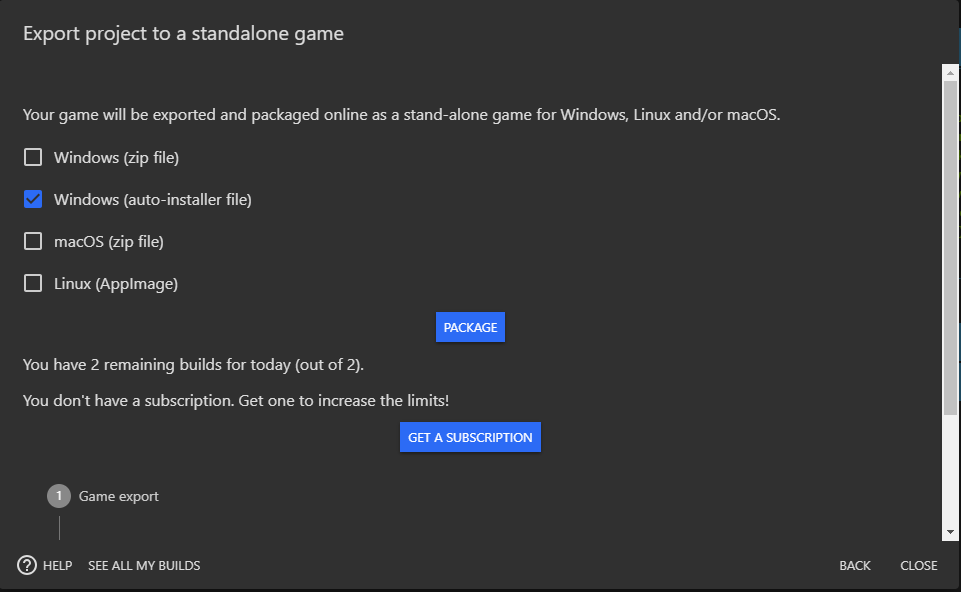 Export project to a standalone game
Your game will be exported and packaged online as a stand-alone game for Windows, Linux and/or macOS.
Windows (zip file)
Windows (auto-installer file)
macOS (zip file)
Linux (AppImage)
PACKAGE
You have 2 remaining builds for today (out of 2).
You don't have a subscription. Get one to increase the limits!
GET A SUBSCRIPTION
1 Game export
? HELP SEE ALL MY BUILDS BACK CLOSE